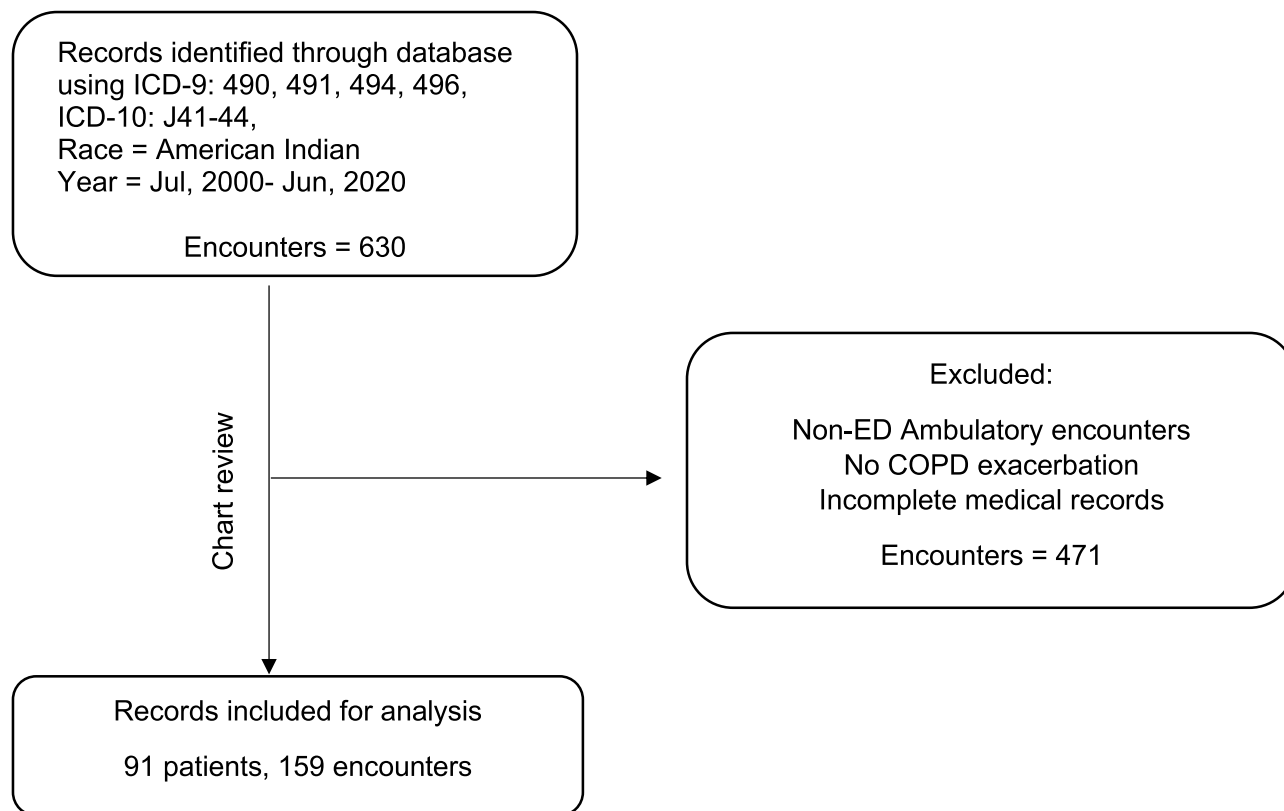 Records identified through database
using ICD-9: 490, 491, 494, 496,
ICD-10: J41-44,
Race = American Indian
Year = Jul, 2000- Jun, 2020
Encounters = 630
Chart review
Excluded:
Non-ED Ambulatory encounters
No COPD exacerbation
Incomplete medical records
Encounters = 471
Records included for analysis
91 patients, 159 encounters